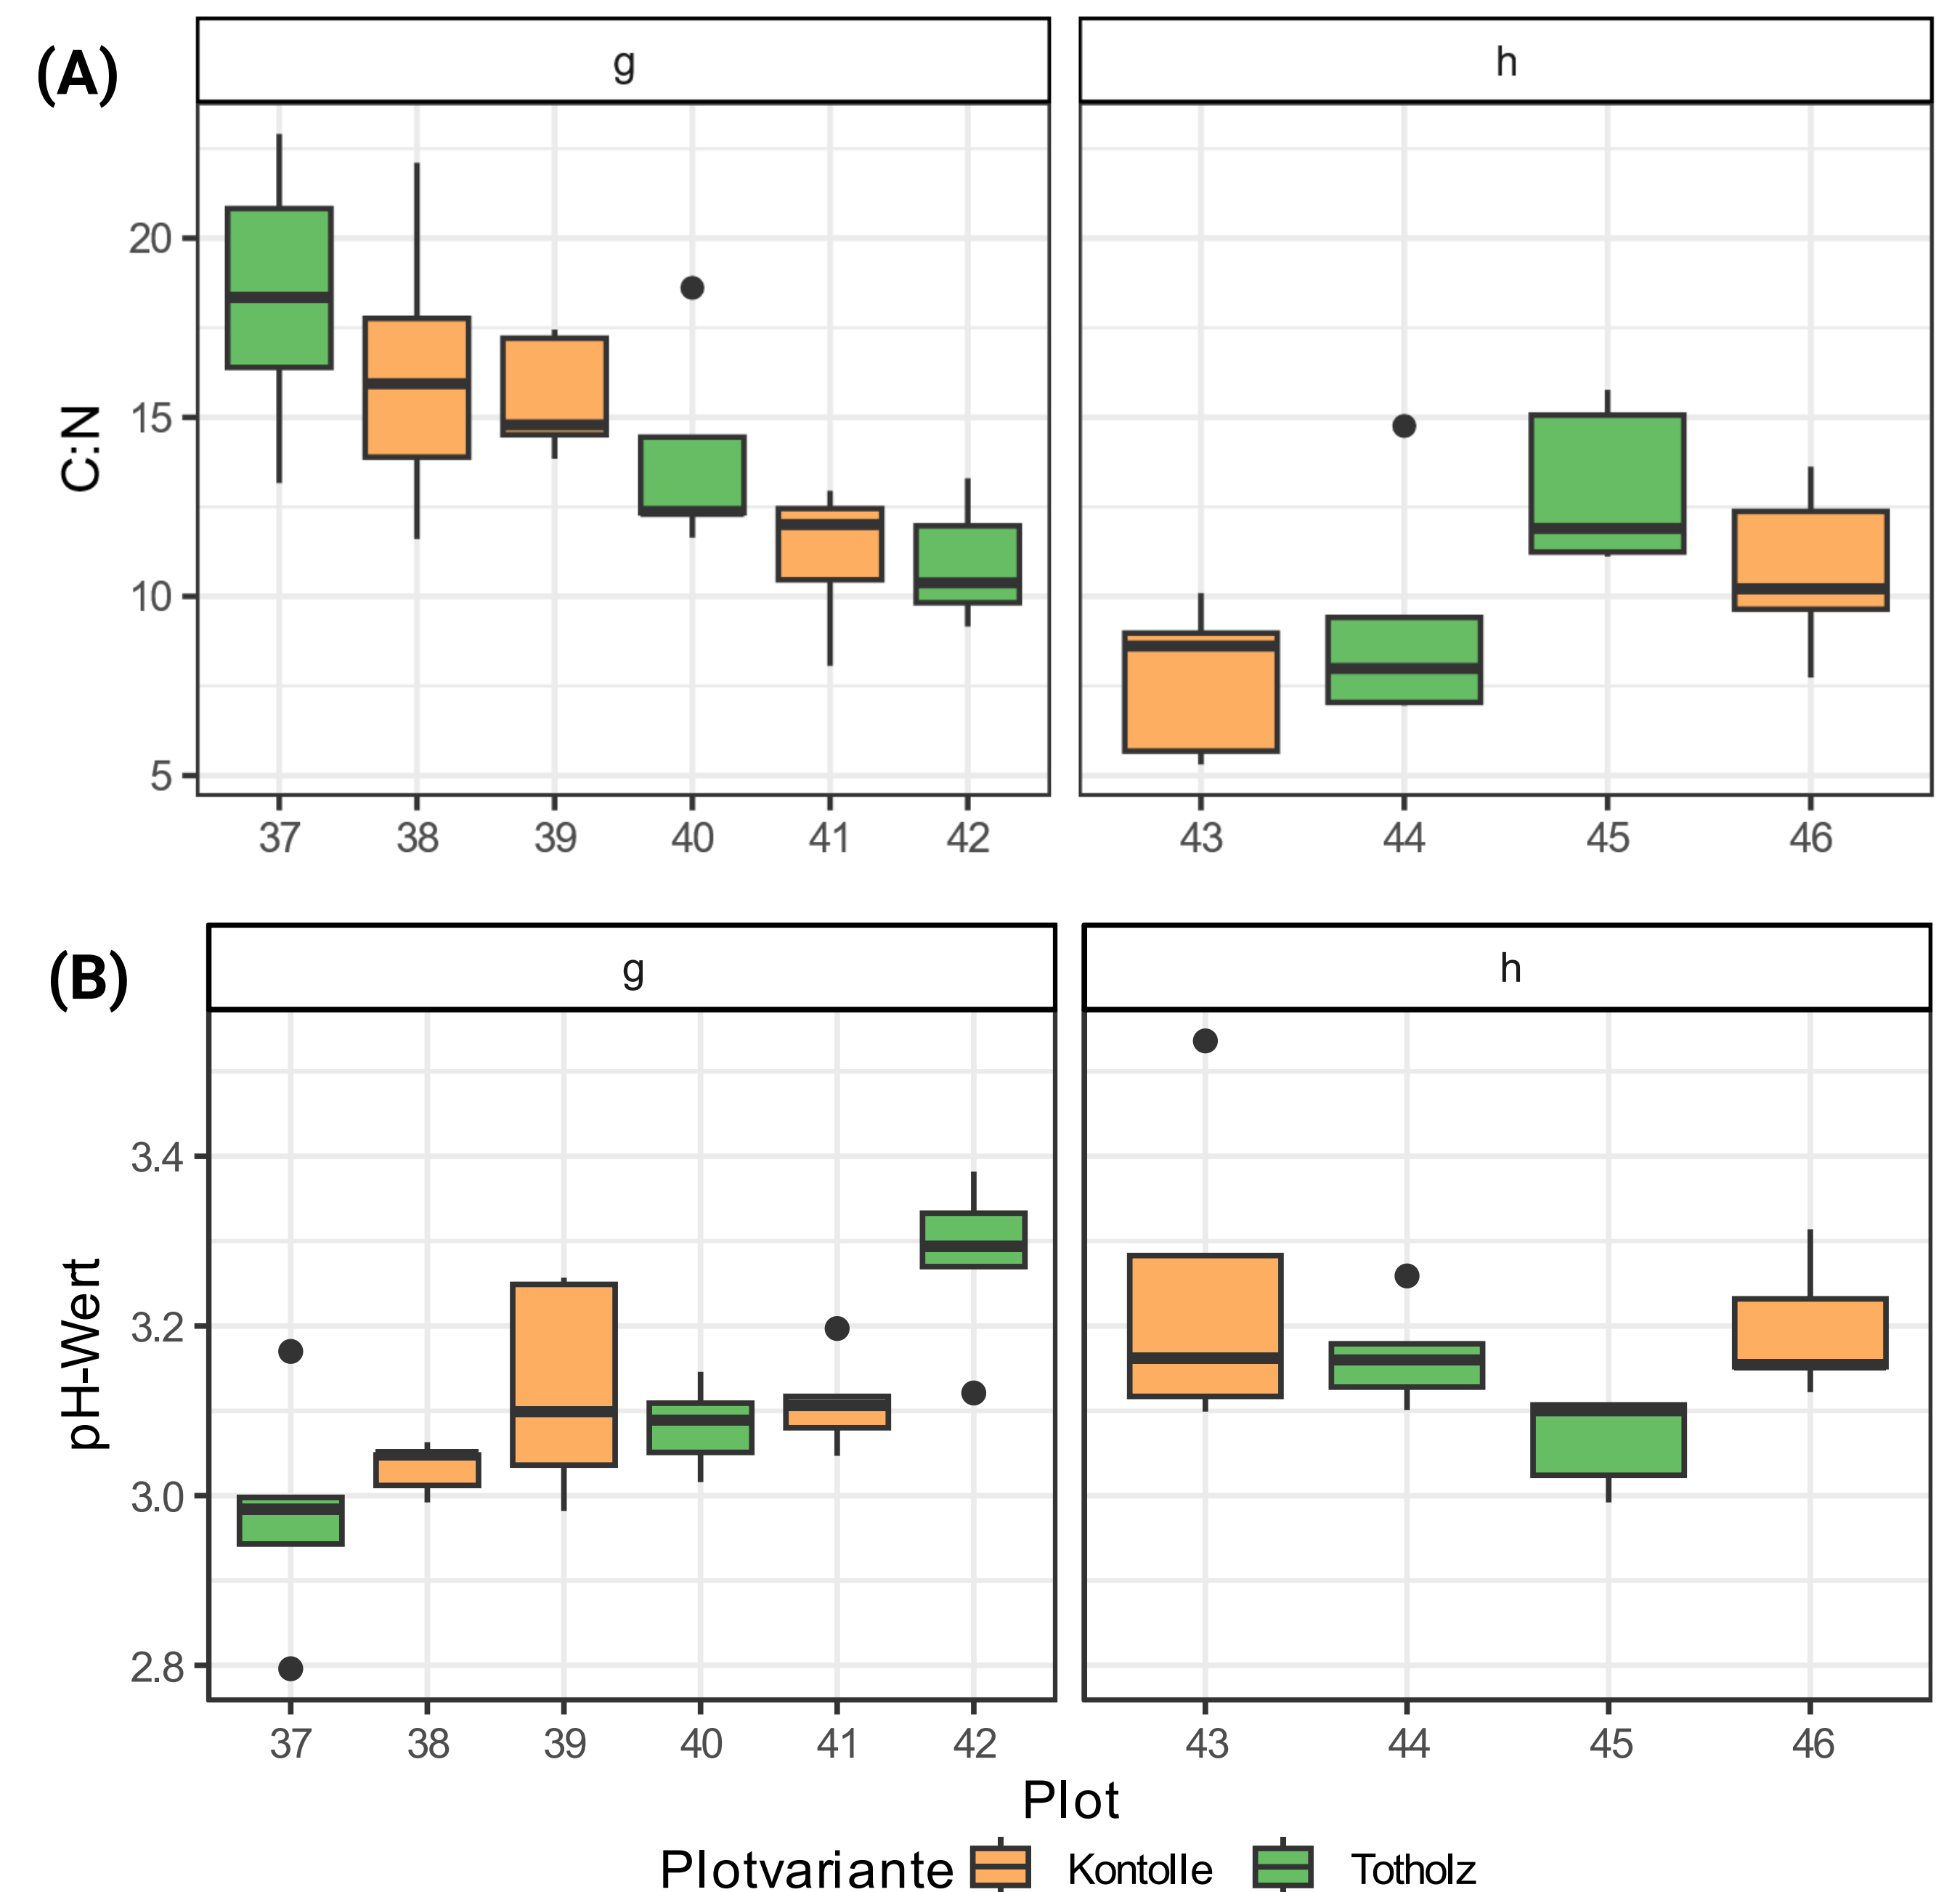 (A)
g
h
C:N
20
15
10
5
37 38 39 40 41 42
43 44 45 46
(B)
g
h
pH-Wert
3.4
3.2
3.0
2.8
37 38 39 40 41 42
43 44 45 46
Plot
Plotvariante Kontolle Totholz